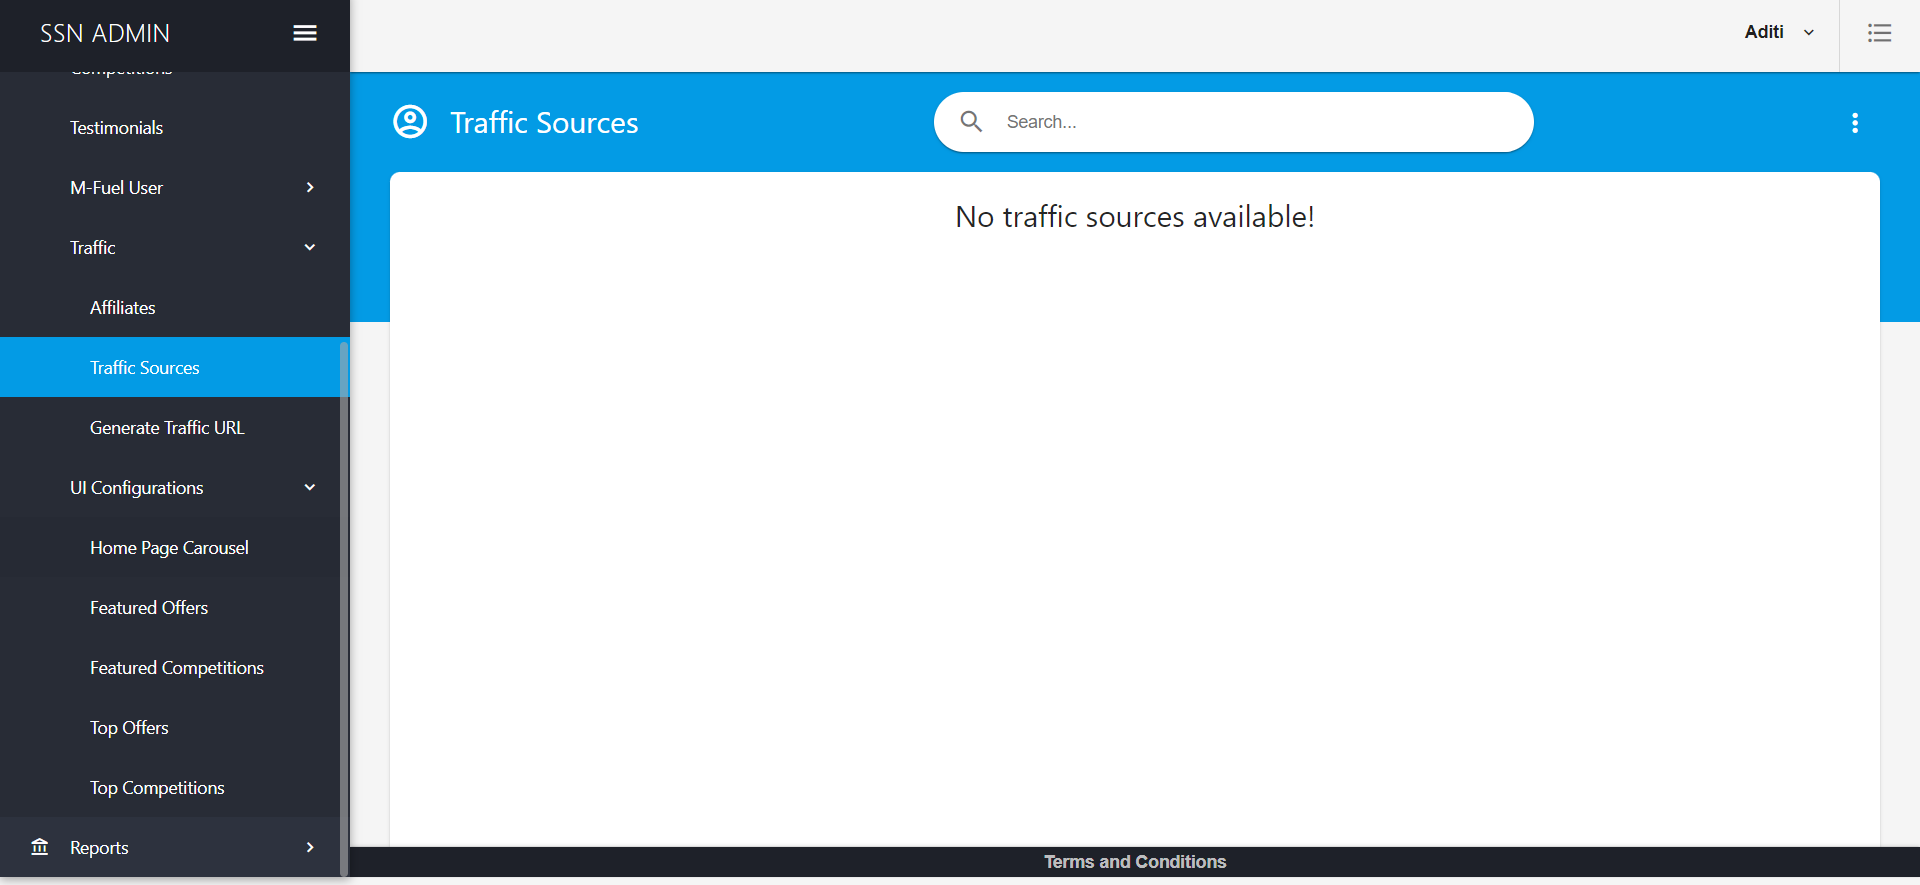 SSN ADMIN
Aditi
Competitions
Testimonials
M-Fuel User
Traffic
Affiliates
Traffic Sources
Generate Traffic URL
UI Configurations
Home Page Carousel
Featured Offers
Featured Competitions
Top Offers
Top Competitions
Reports
Traffic Sources
Search...
No traffic sources available!
Terms and Conditions